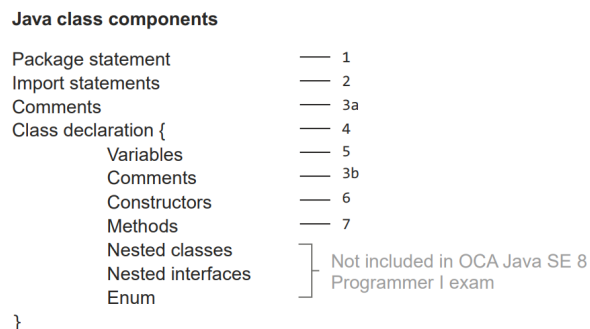 Java class components
Package statement 1
Import statements 2
Comments 3a
Class declaration { 4
Variables 5
Comments 3b
Constructors 6
Methods 7
Nested classes
Nested interfaces
Enum
Not included in OCA Java SE 8
Programmer I exam
}